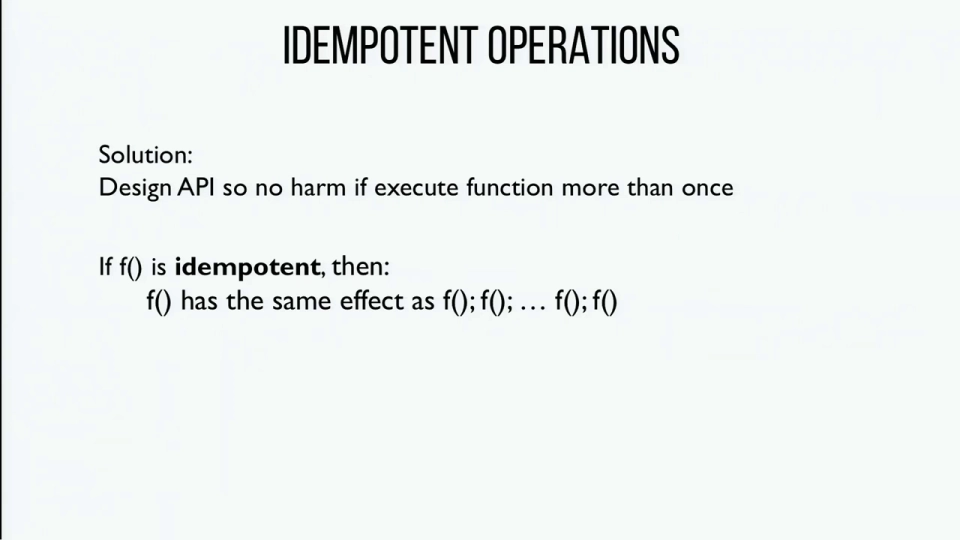 IDEMPOTENT OPERATIONS
Solution:
Design API so no harm if execute function more than once
If f() is idempotent, then:
f() has the same effect as f(); f(); … f(); f()